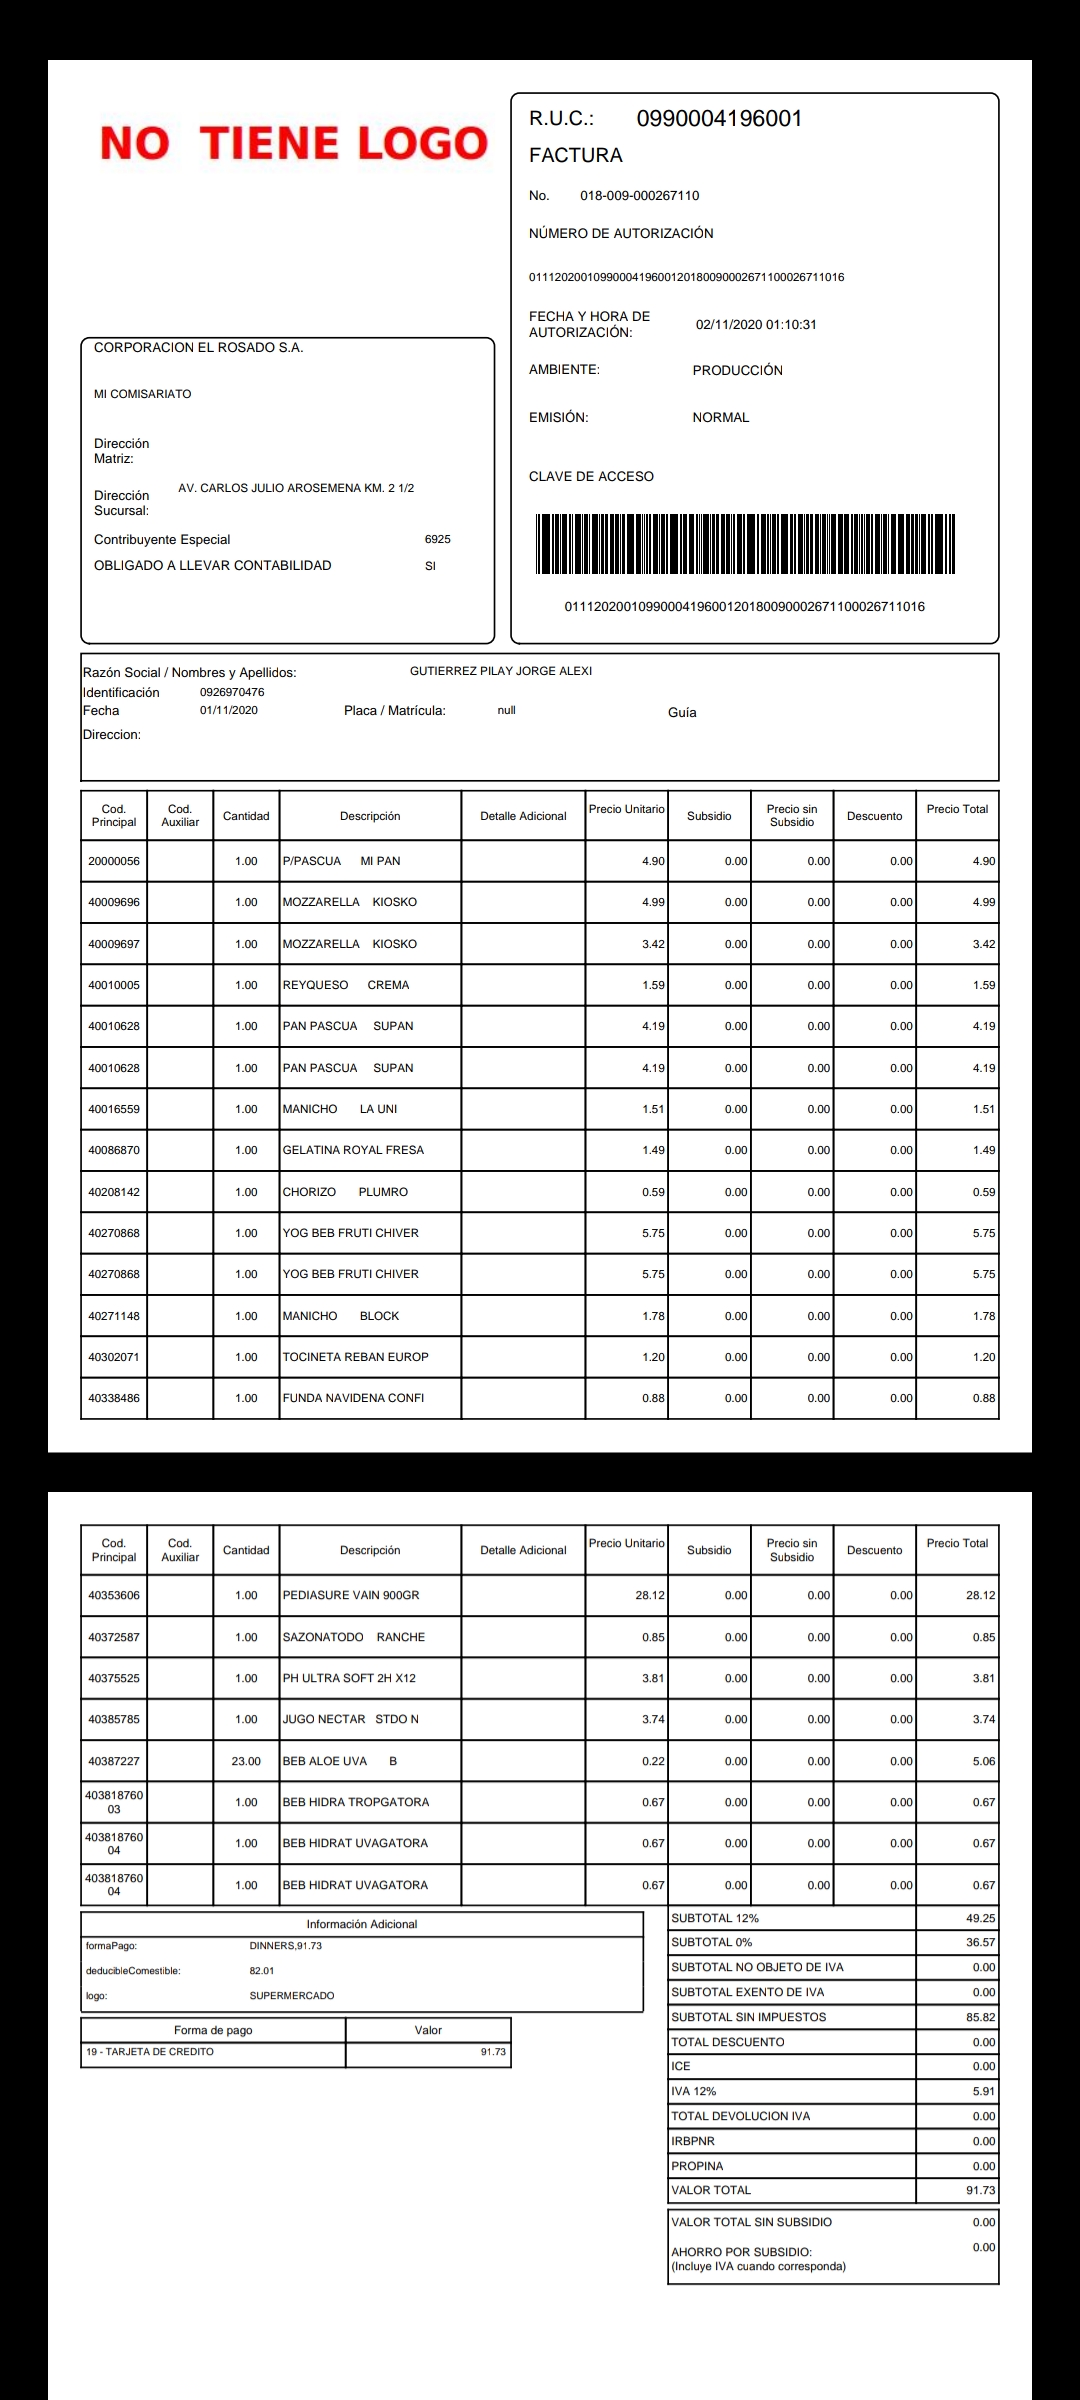 NO TIENE LOGO
R.U.C.: 0990004196001
FACTURA
No. 018-009-000267110
NÚMERO DE AUTORIZACIÓN
0111202001099000419600120180090002671100026711016
FECHA Y HORA DE
AUTORIZACIÓN: 02/11/2020 01:10:31
AMBIENTE: PRODUCCIÓN
EMISIÓN: NORMAL
CLAVE DE ACCESO
0111202001099000419600120180090002671100026711016
CORPORACION EL ROSADO S.A.
MI COMISARIATO
Dirección
Matriz:
Dirección
Sucursal: AV. CARLOS JULIO AROSEMENA KM. 2 1/2
Contribuyente Especial 6925
OBLIGADO A LLEVAR CONTABILIDAD SI
Razón Social / Nombres y Apellidos: GUTIERREZ PILAY JORGE ALEXI
Identificación 0926970476
Fecha 01/11/2020 Placa / Matrícula: null Guía
Direccion:
Cod. Principal Cod. Auxiliar Cantidad Descripción Detalle Adicional Precio Unitario Subsidio Precio sin Subsidio Descuento Precio Total
20000056 1.00 P/PASCUA MI PAN 4.90 0.00 0.00 0.00 4.90
40009696 1.00 MOZZARELLA KIOSKO 4.99 0.00 0.00 0.00 4.99
40009697 1.00 MOZZARELLA KIOSKO 3.42 0.00 0.00 0.00 3.42
40010005 1.00 REYQUESO CREMA 1.59 0.00 0.00 0.00 1.59
40010628 1.00 PAN PASCUA SUPAN 4.19 0.00 0.00 0.00 4.19
40010628 1.00 PAN PASCUA SUPAN 4.19 0.00 0.00 0.00 4.19
40016559 1.00 MANICHO LA UNI 1.51 0.00 0.00 0.00 1.51
40086870 1.00 GELATINA ROYAL FRESA 1.49 0.00 0.00 0.00 1.49
40208142 1.00 CHORIZO PLUMRO 0.59 0.00 0.00 0.00 0.59
40270868 1.00 YOG BEB FRUTI CHIVER 5.75 0.00 0.00 0.00 5.75
40270868 1.00 YOG BEB FRUTI CHIVER 5.75 0.00 0.00 0.00 5.75
40271148 1.00 MANICHO BLOCK 1.78 0.00 0.00 0.00 1.78
40302071 1.00 TOCINETA REBAN EUROP 1.20 0.00 0.00 0.00 1.20
40338486 1.00 FUNDA NAVIDENA CONFI 0.88 0.00 0.00 0.00 0.88
Cod. Principal Cod. Auxiliar Cantidad Descripción Detalle Adicional Precio Unitario Subsidio Precio sin Subsidio Descuento Precio Total
40353606 1.00 PEDIASURE VAIN 900GR 28.12 0.00 0.00 0.00 28.12
40372587 1.00 SAZONATODO RANCHE 0.85 0.00 0.00 0.00 0.85
40375525 1.00 PH ULTRA SOFT 2H X12 3.81 0.00 0.00 0.00 3.81
40385785 1.00 JUGO NECTAR STDO N 3.74 0.00 0.00 0.00 3.74
40387227 23.00 BEB ALOE UVA B 0.22 0.00 0.00 0.00 5.06
40381876003 1.00 BEB HIDRA TROPGATORA 0.67 0.00 0.00 0.00 0.67
40381876004 1.00 BEB HIDRAT UVAGATORA 0.67 0.00 0.00 0.00 0.67
40381876004 1.00 BEB HIDRAT UVAGATORA 0.67 0.00 0.00 0.00 0.67
Información Adicional
formaPago: DINNERS,91.73
deducibleComestible: 82.01
logo: SUPERMERCADO
Forma de pago Valor
19 - TARJETA DE CREDITO 91.73
SUBTOTAL 12% 49.25
SUBTOTAL 0% 36.57
SUBTOTAL NO OBJETO DE IVA 0.00
SUBTOTAL EXENTO DE IVA 0.00
SUBTOTAL SIN IMPUESTOS 85.82
TOTAL DESCUENTO 0.00
ICE 0.00
IVA 12% 5.91
TOTAL DEVOLUCION IVA 0.00
IRBPNR 0.00
PROPINA 0.00
VALOR TOTAL 91.73
VALOR TOTAL SIN SUBSIDIO 0.00
AHORRO POR SUBSIDIO: 0.00
(Incluye IVA cuando corresponda)